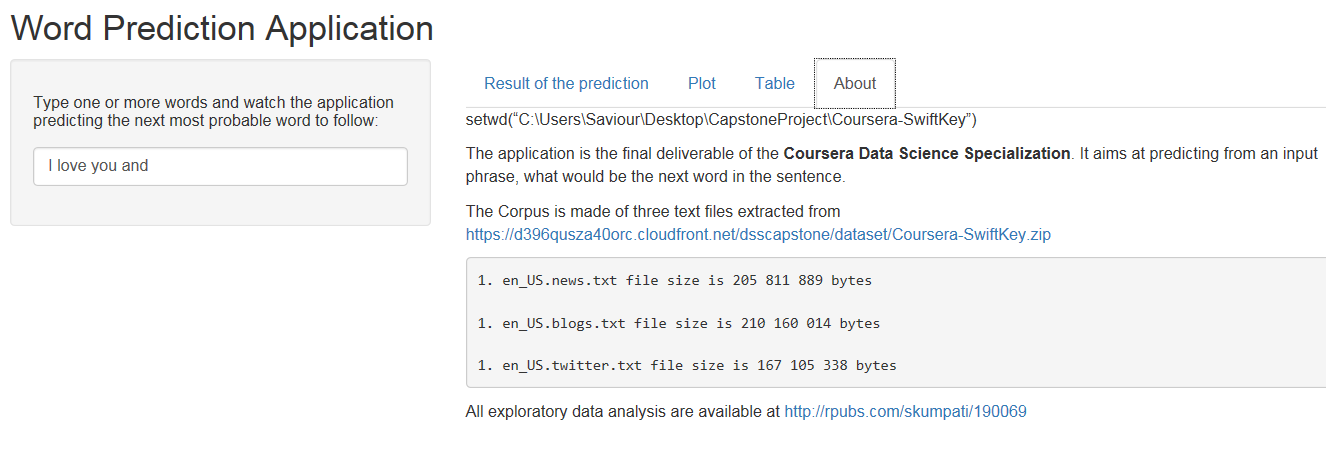 Word Prediction Application
Type one or more words and watch the application
predicting the next most probable word to follow:
I love you and
Result of the prediction Plot Table About
setwd(“C:\Users\Saviour\Desktop\CapstoneProject\Coursera-SwiftKey”)
The application is the final deliverable of the Coursera Data Science Specialization. It aims at predicting from an input
phrase, what would be the next word in the sentence.
The Corpus is made of three text files extracted from
https://d396qusza40orc.cloudfront.net/dsscapstone/dataset/Coursera-SwiftKey.zip
1. en_US.news.txt file size is 205 811 889 bytes
1. en_US.blogs.txt file size is 210 160 014 bytes
1. en_US.twitter.txt file size is 167 105 338 bytes
All exploratory data analysis are available at http://rpubs.com/skumpati/190069